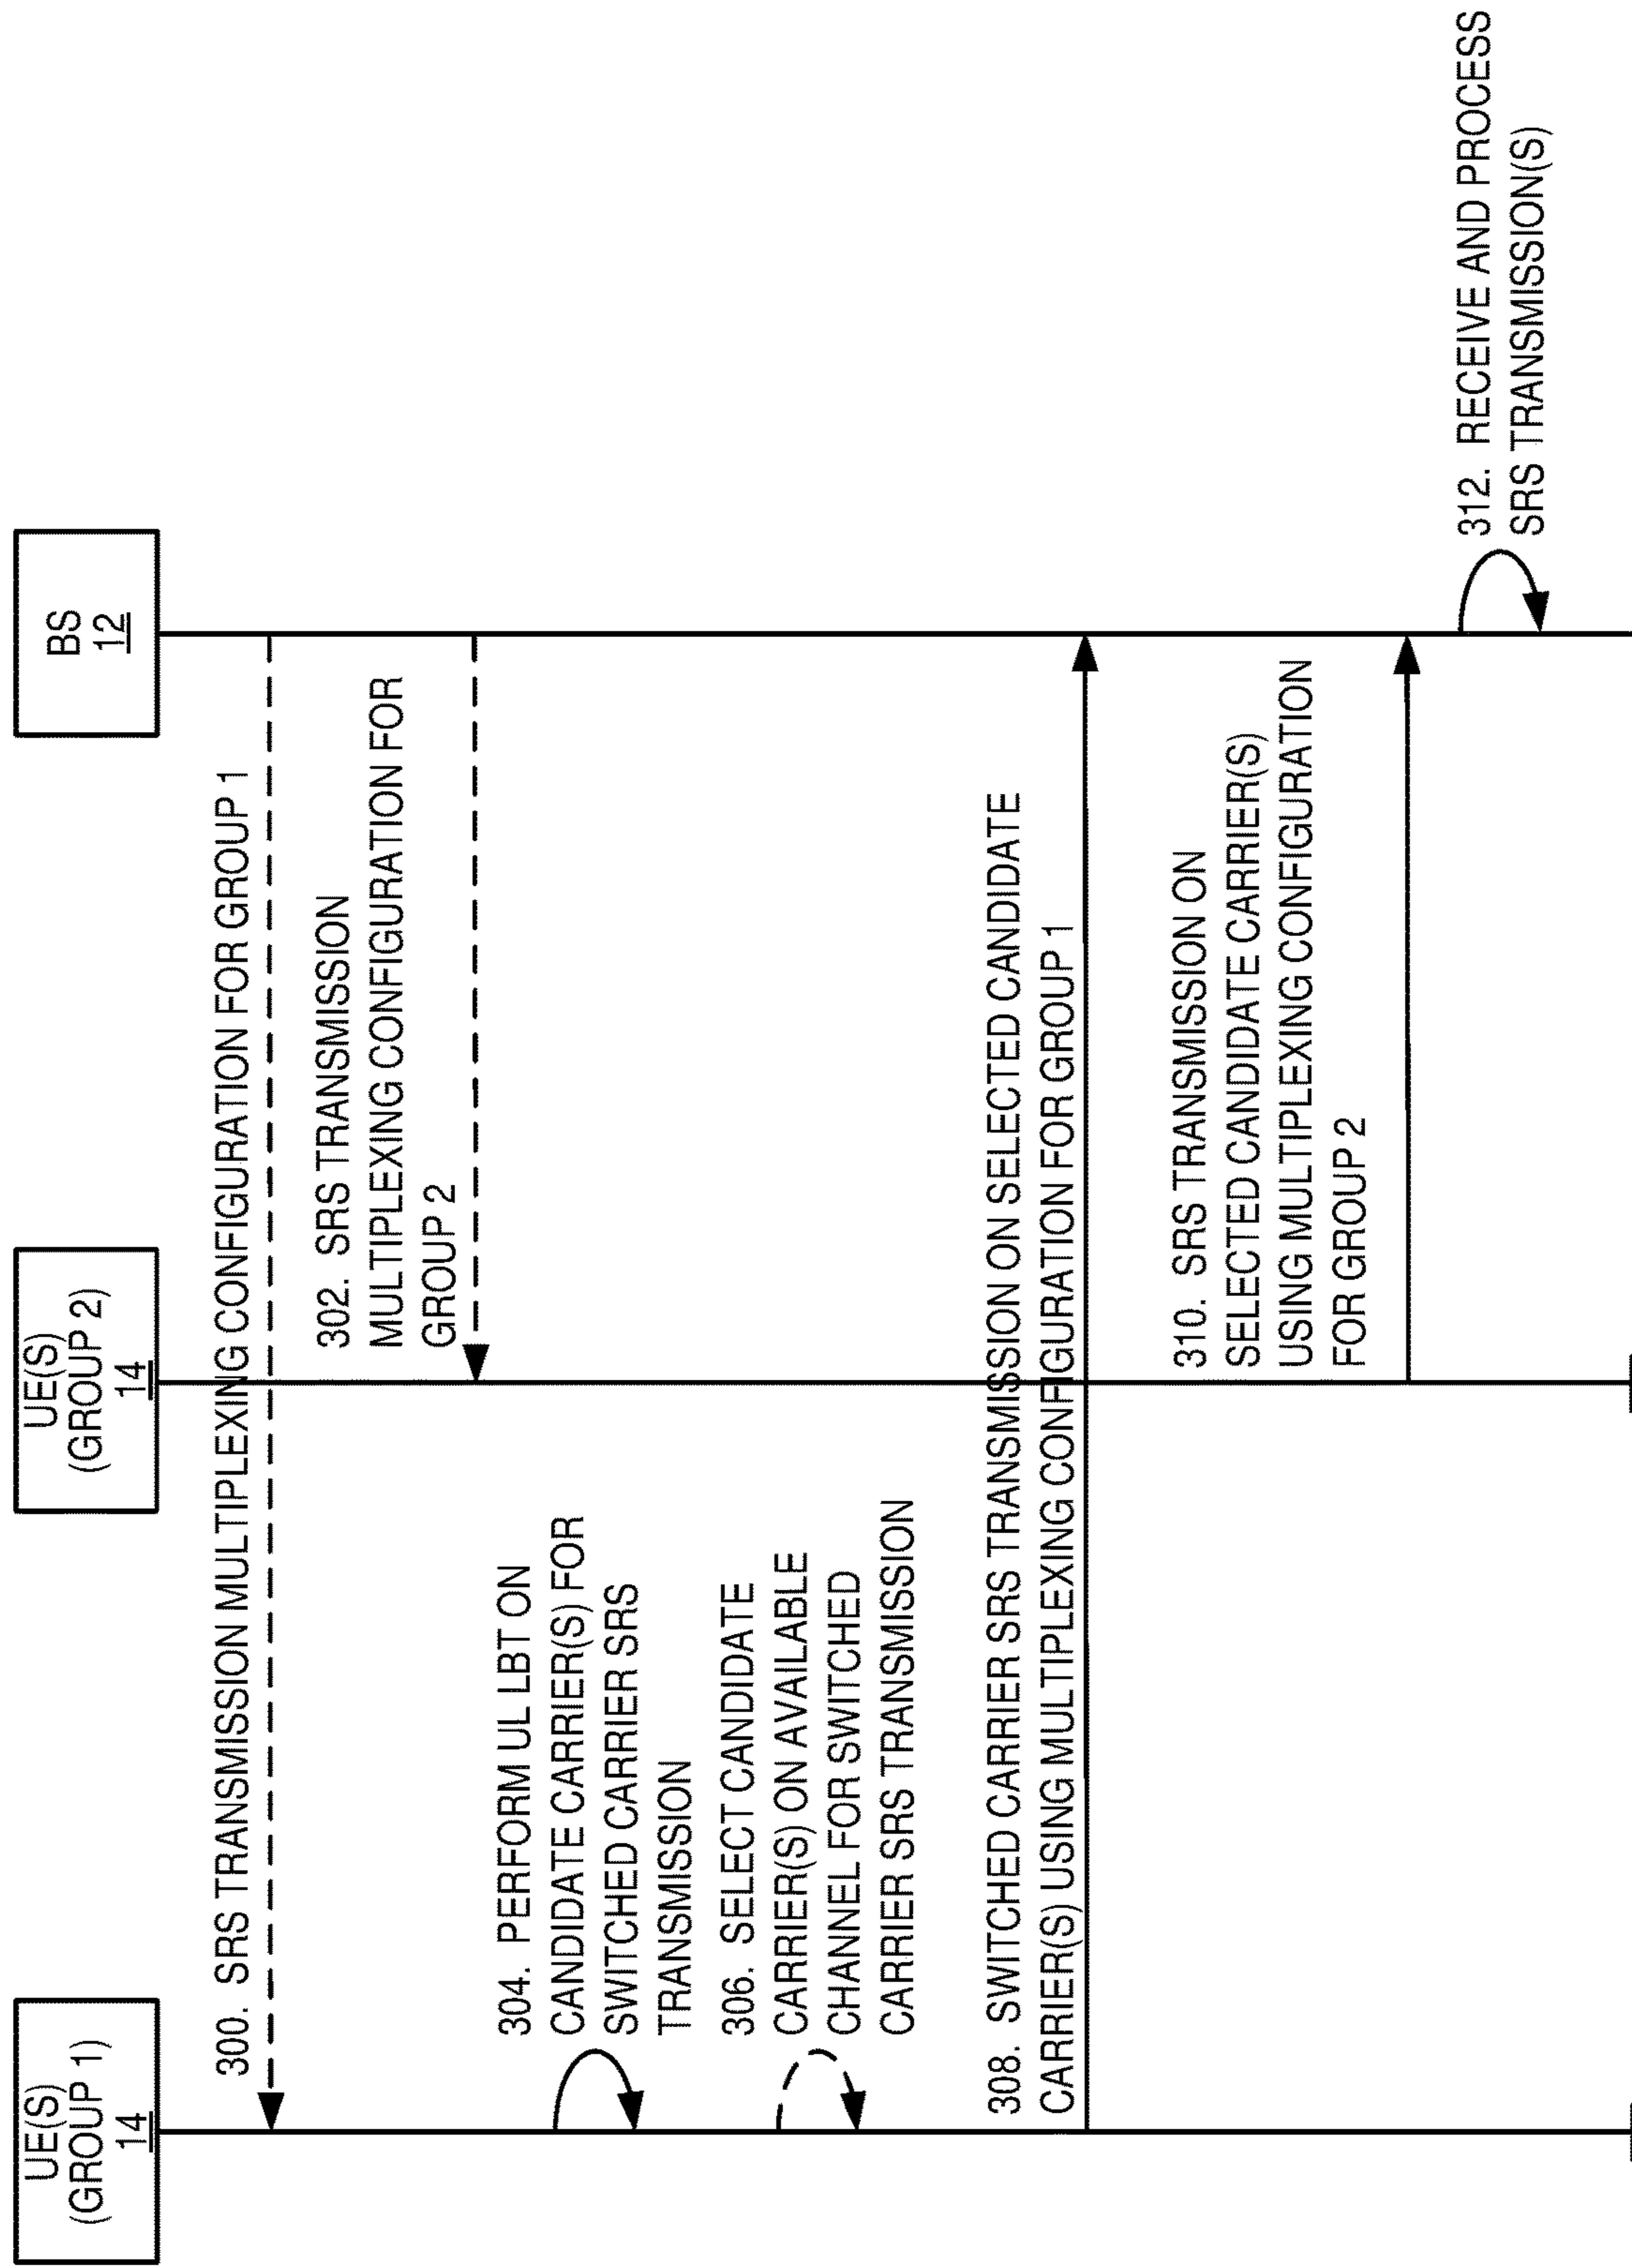 UE(S)
(GROUP 1)
14
UE(S)
(GROUP 2)
14
BS
12
300. SRS TRANSMISSION MULTIPLEXING CONFIGURATION FOR GROUP 1
302. SRS TRANSMISSION
MULTIPLEXING CONFIGURATION FOR
GROUP 2
304. PERFORM UL LBT ON
CANDIDATE CARRIER(S) FOR
SWITCHED CARRIER SRS
TRANSMISSION
306. SELECT CANDIDATE
CARRIER(S) ON AVAILABLE
CHANNEL FOR SWITCHED
CARRIER SRS TRANSMISSION
308. SWITCHED CARRIER SRS TRANSMISSION ON SELECTED CANDIDATE
CARRIER(S) USING MULTIPLEXING CONFIGURATION FOR GROUP 1
310. SRS TRANSMISSION ON
SELECTED CANDIDATE CARRIER(S)
USING MULTIPLEXING CONFIGURATION
FOR GROUP 2
312. RECEIVE AND PROCESS
SRS TRANSMISSION(S)